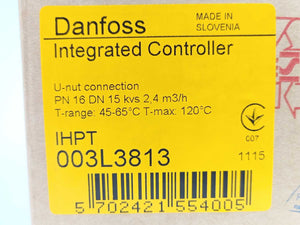 Danfoss
MADE IN
SLOVENIA
Integrated Controller
U-nut connection
PN 16 DN 15 kvs 2,4 m3/h
T-range: 45-65°C T-max: 120°C
IHPT
007
003L3813
1115
5 702421 554005